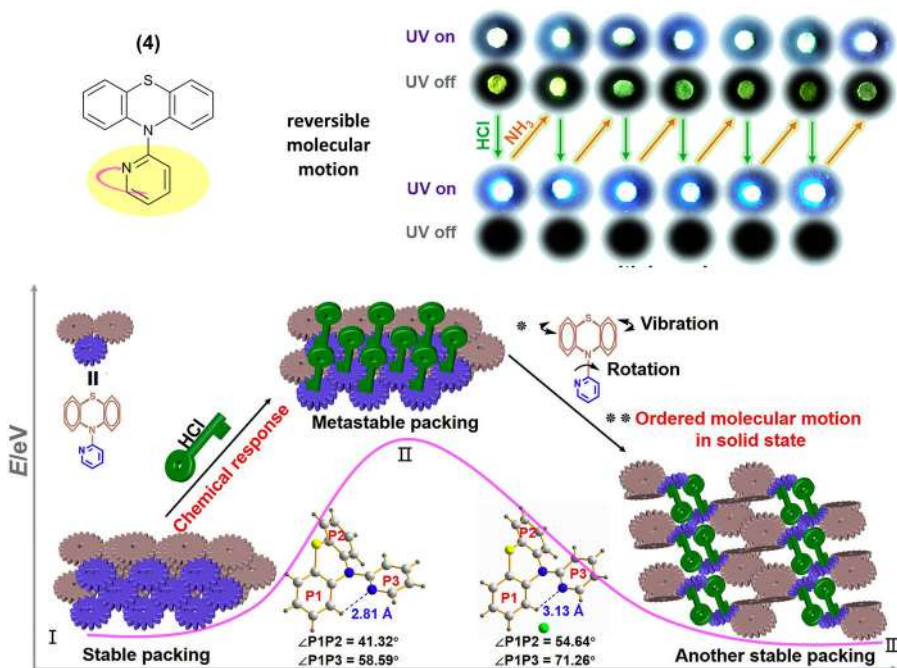 (4)
S
N
N
reversible
molecular
motion
UV on
UV off
HCl
NH₃
UV on
UV off
E/eV
II
S
N
N
HCl
Chemical response
Metastable packing
II
*
S
N
N
Vibration
Rotation
** Ordered molecular motion
in solid state
P2
P1
P3
2.81 Å
∠P1P2 = 41.32°
∠P1P3 = 58.59°
P2
P1
P3
3.13 Å
∠P1P2 = 54.64°
∠P1P3 = 71.26°
I
Stable packing
Another stable packing